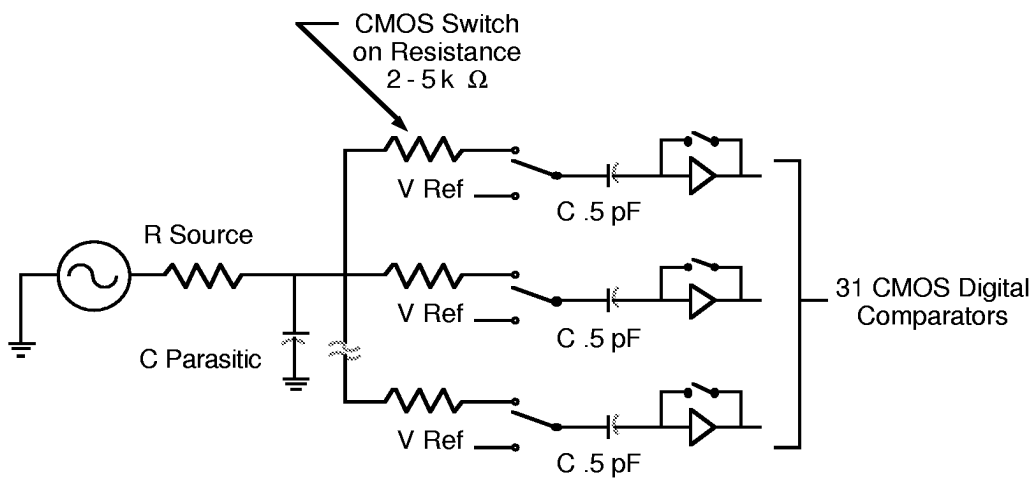 CMOS Switch
on Resistance
2 - 5 k Ω
V Ref
C .5 pF
R Source
V Ref
C .5 pF
31 CMOS Digital
Comparators
C Parasitic
V Ref
C .5 pF